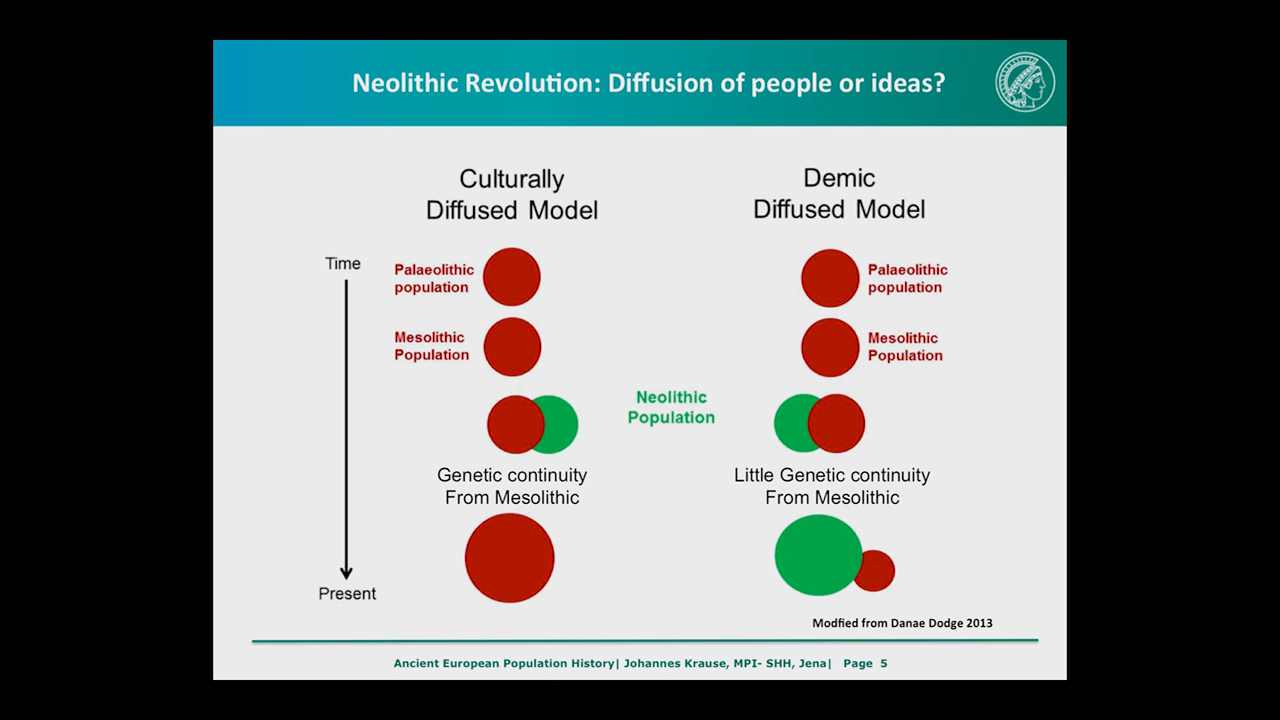 Neolithic Revolution: Diffusion of people or ideas?
Culturally
Diffused Model
Demic
Diffused Model
Time
Palaeolithic
population
Palaeolithic
population
Mesolithic
Population
Mesolithic
Population
Neolithic
Population
Genetic continuity
From Mesolithic
Little Genetic continuity
From Mesolithic
Present
Modfied from Danae Dodge 2013
Ancient European Population History| Johannes Krause, MPI- SHH, Jena| Page 5